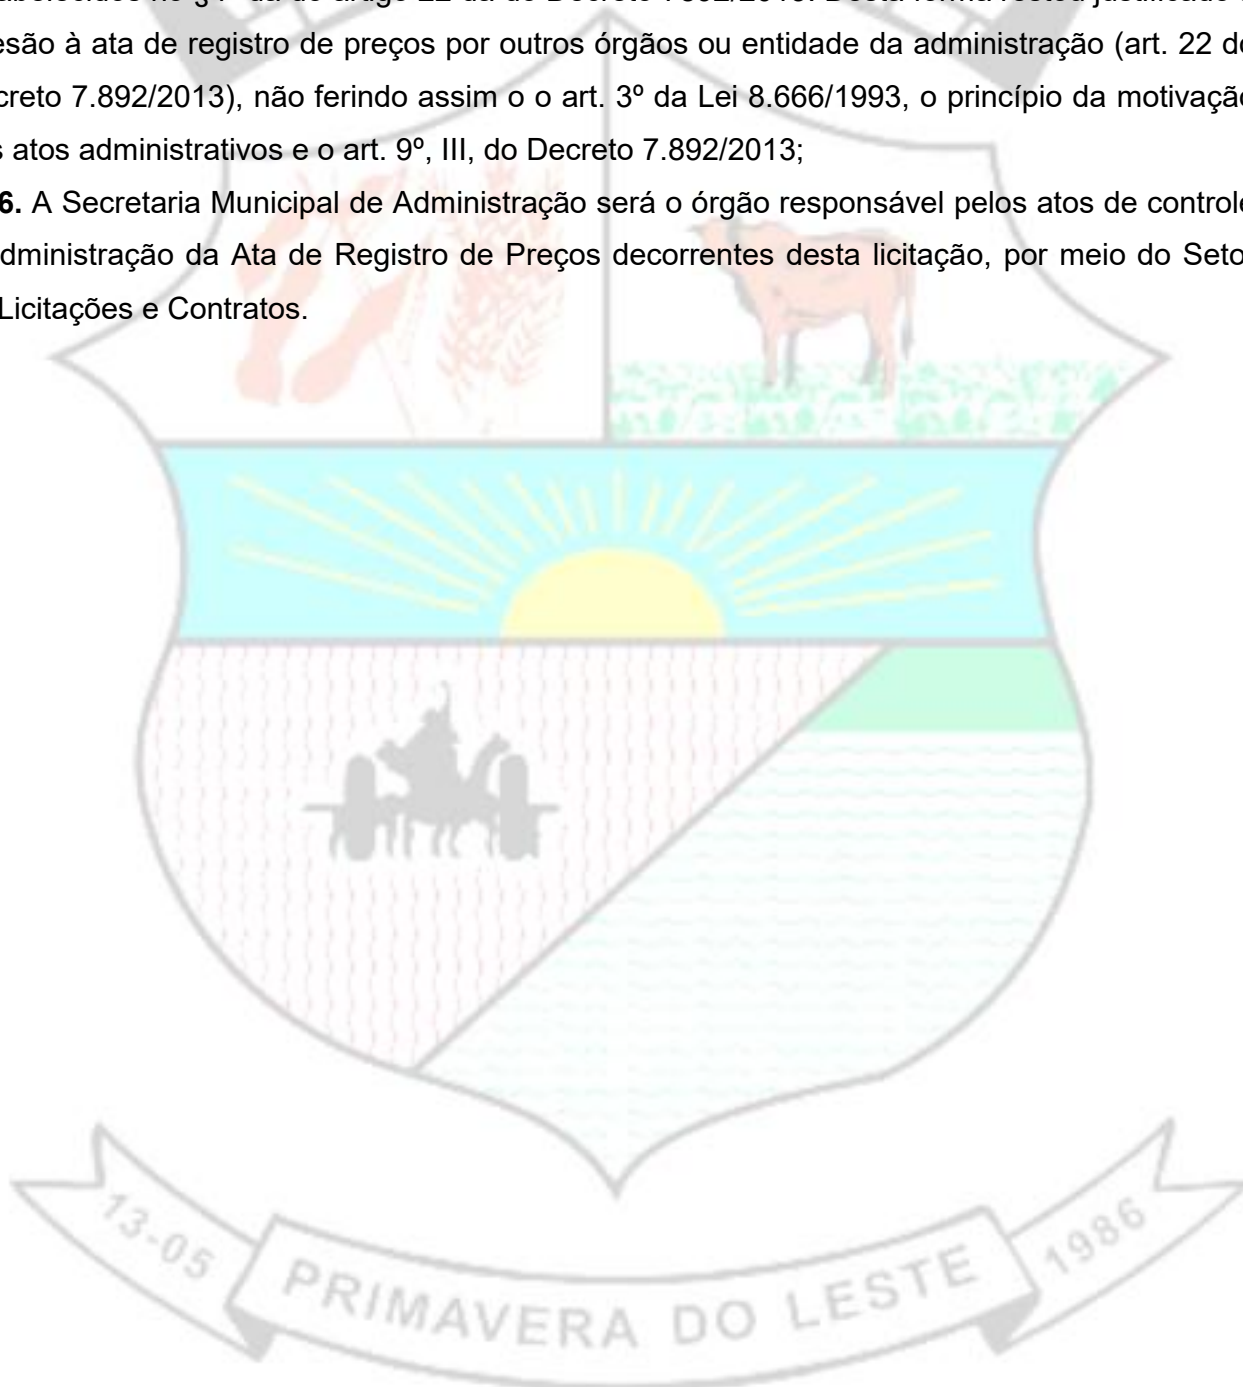 esão à ata de registro de preços por outros órgãos ou entidade da administração (art. 22 do
creto 7.892/2013), não ferindo assim o o art. 3º da Lei 8.666/1993, o princípio da motivação
s atos administrativos e o art. 9º, III, do Decreto 7.892/2013;
6. A Secretaria Municipal de Administração será o órgão responsável pelos atos de controle
dministração da Ata de Registro de Preços decorrentes desta licitação, por meio do Seto
Licitações e Contratos.
13-05 PRIMAVERA DO LESTE 1986